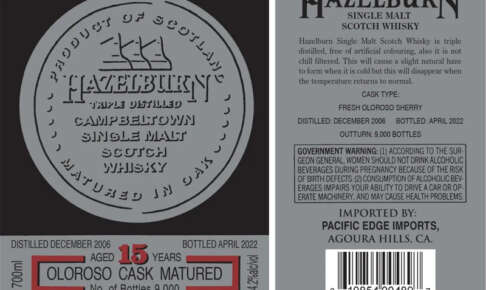 PRODUCT OF SCOTLAND
HAZELBURN
TRIPLE DISTILLED
CAMPBELTOWN
SINGLE MALT
SCOTCH
WHISKY
MATURED IN OAK
DISTILLED DECEMBER 2006 BOTTLED APRIL 2022
AGED 15 YEARS
OLOROSO CASK MATURED
No. of Bottles 9,000
700ml
HAZELBURN
SINGLE MALT
SCOTCH WHISKY
Hazelburn Single Malt Scotch Whisky is triple
distilled, free of artificial colouring, also it is not
chill filtered. This will cause a slight natural haze
to form when it is cold but this will disappear when
the temperature returns to normal.
CASK TYPE:
FRESH OLOROSO SHERRY
DISTILLED: DECEMBER 2006 BOTTLED: APRIL 2022
OUTTURN: 9,000 BOTTLES
GOVERNMENT WARNING: (1) ACCORDING TO THE SUR-
GEON GENERAL, WOMEN SHOULD NOT DRINK ALCOHOLIC
BEVERAGES DURING PREGNANCY BECAUSE OF THE RISK
OF BIRTH DEFECTS. (2) CONSUMPTION OF ALCOHOLIC BEV-
ERAGES IMPAIRS YOUR ABILITY TO DRIVE A CAR OR OP-
ERATE MACHINERY, AND MAY CAUSE HEALTH PROBLEMS.
IMPORTED BY:
PACIFIC EDGE IMPORTS,
AGOURA HILLS, CA.